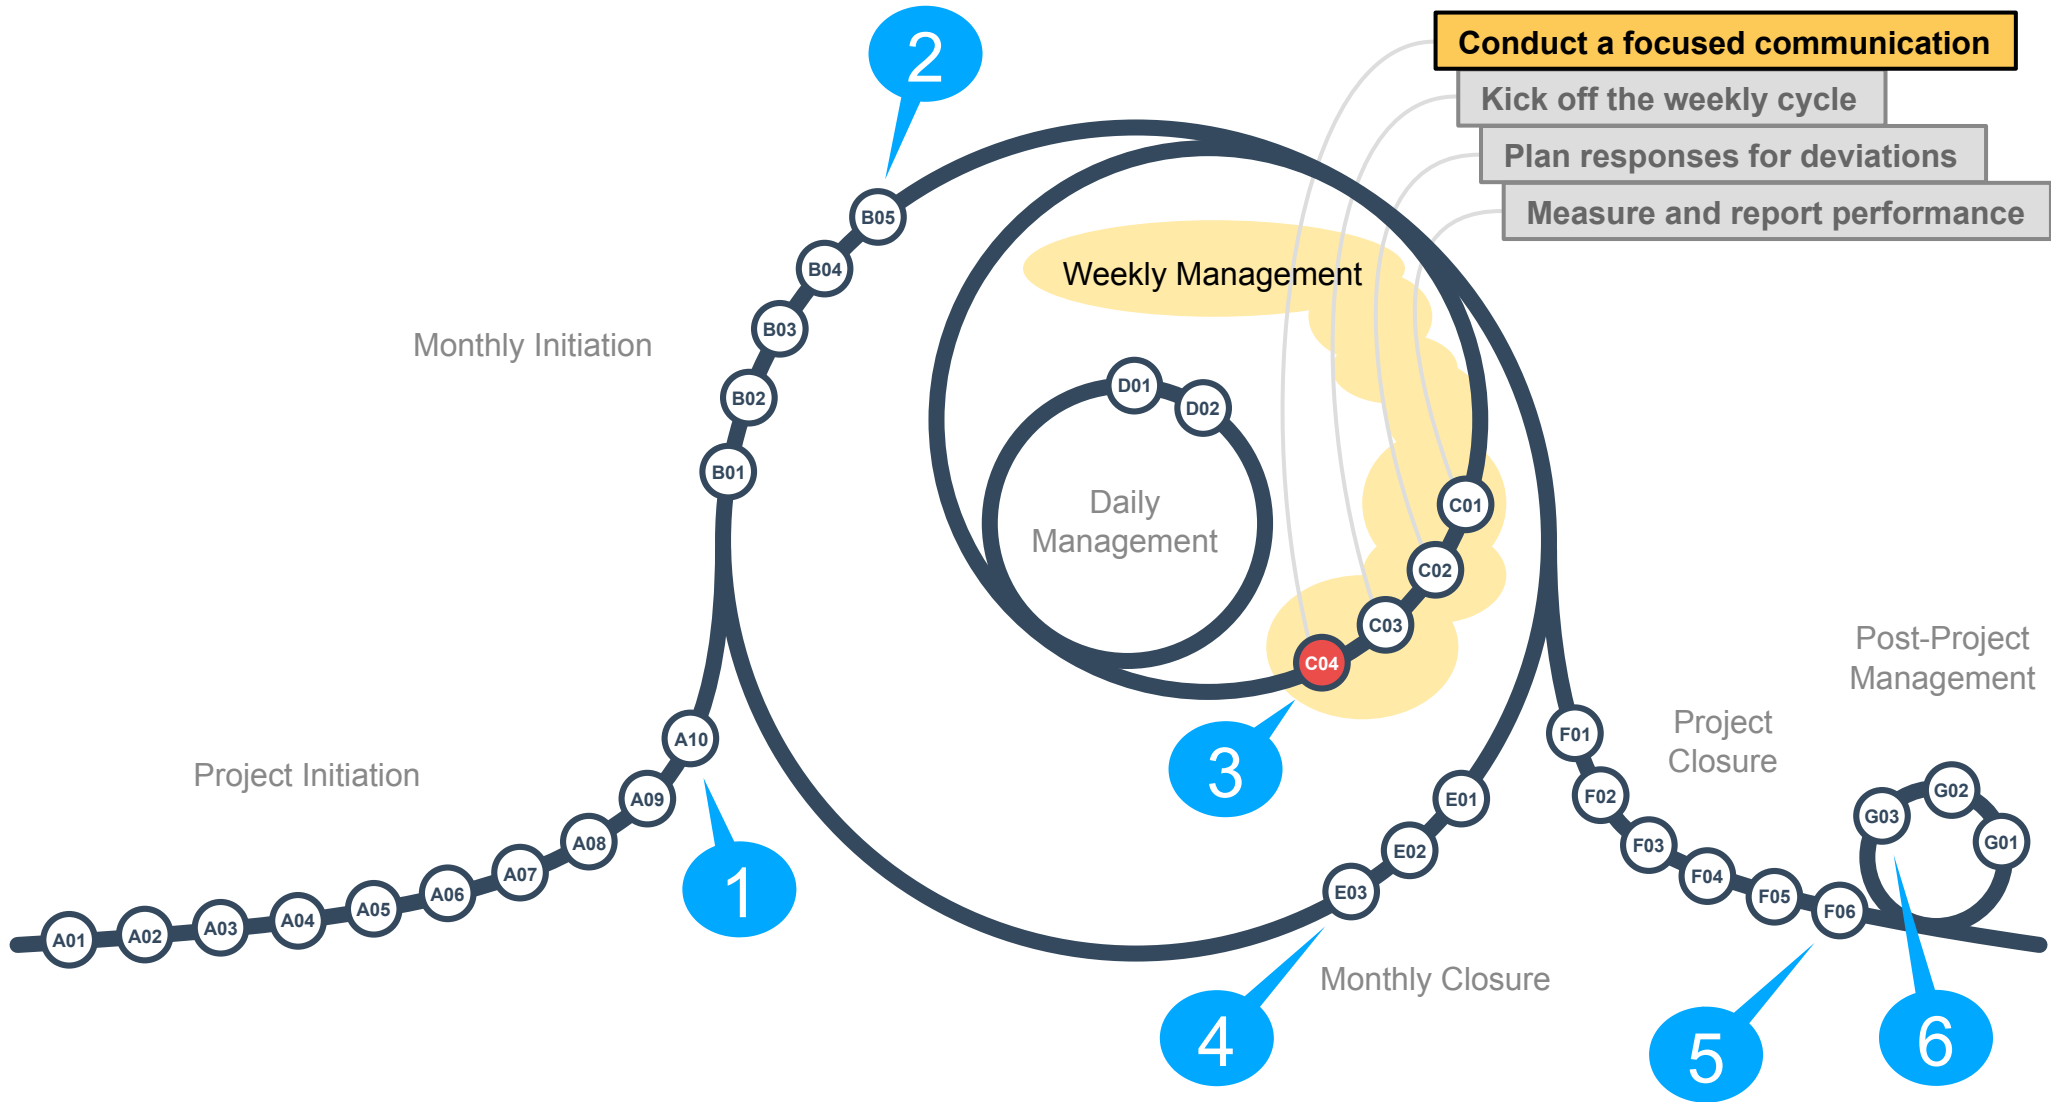 2
Conduct a focused communication
Kick off the weekly cycle
Plan responses for deviations
Measure and report performance
B05
B04
B03
B02
B01
Monthly Initiation
Weekly Management
D01
D02
Daily
Management
C01
C02
C03
C04
3
A10
A09
A08
A07
A06
A05
A04
A03
A02
A01
Project Initiation
1
E01
E02
E03
Monthly Closure
4
F01
F02
F03
F04
F05
F06
Project
Closure
Post-Project
Management
G03
G02
G01
5
6